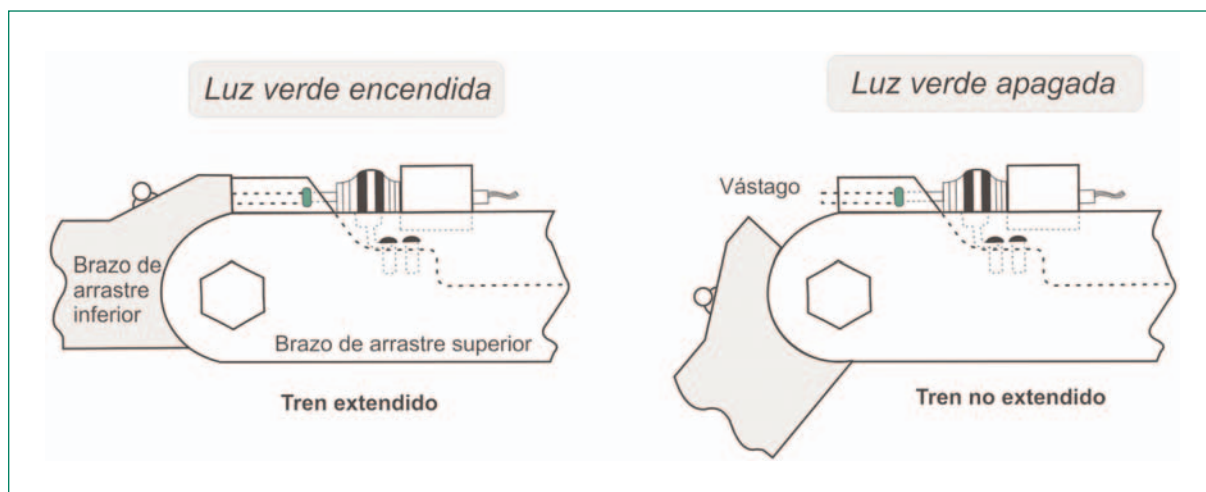 Luz verde encendida
Luz verde apagada
Brazo de
arrastre
inferior
Brazo de arrastre superior
Tren extendido
Vástago
Tren no extendido